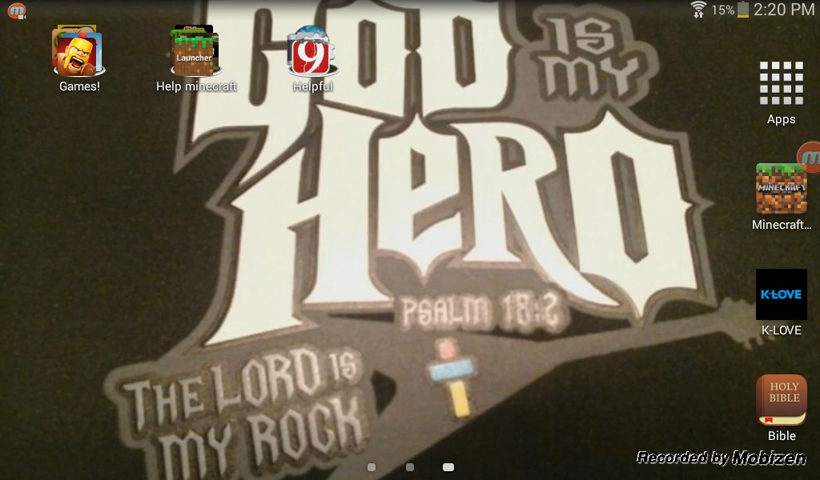 15% 2:20 PM
GOD
IS
MY
HERO
PSALM 18:2
THE LORD IS
MY ROCK
Launcher
9
Games!
Help minecraft
Helpful
Apps
MINECRAFT
Minecraft...
K-LOVE
K-LOVE
HOLY
BIBLE
Bible
Recorded by Mobizen